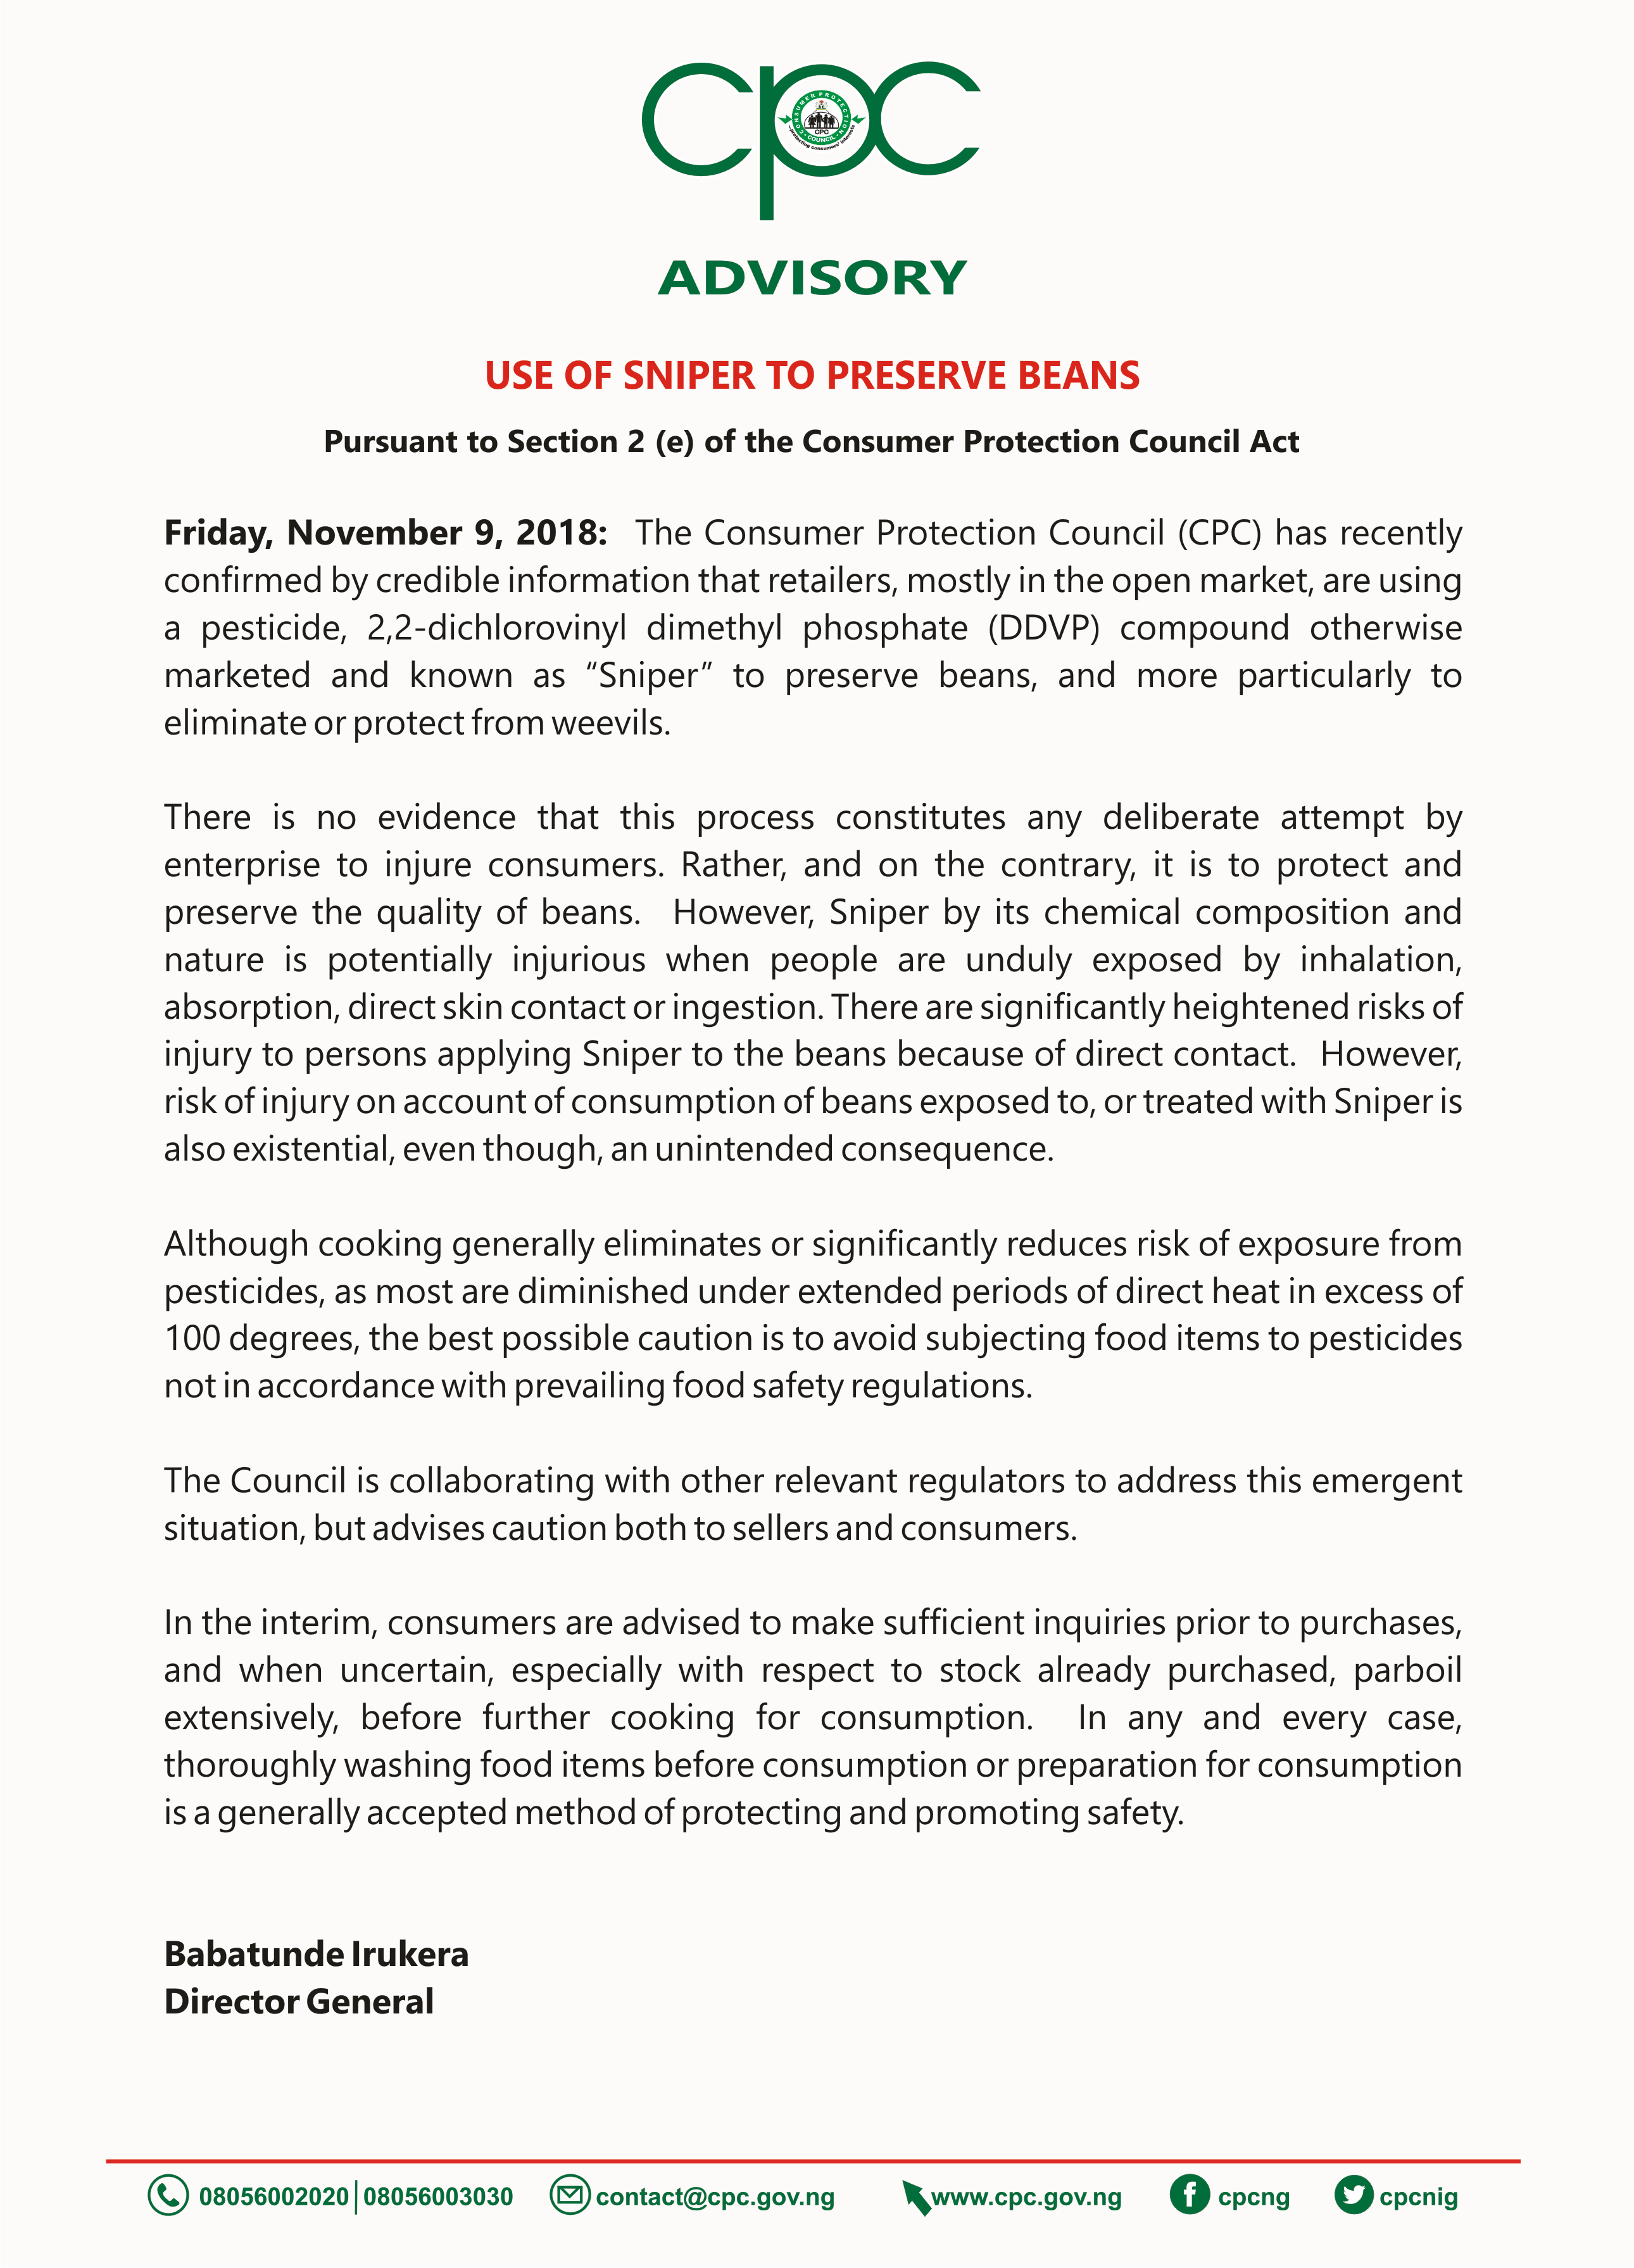 cpc
CONSUMER PROTECTION
CPC
COUNCIL
...protecting consumers' interests
ADVISORY
USE OF SNIPER TO PRESERVE BEANS
Pursuant to Section 2 (e) of the Consumer Protection Council Act
Friday, November 9, 2018: The Consumer Protection Council (CPC) has recently
confirmed by credible information that retailers, mostly in the open market, are using
a pesticide, 2,2-dichlorovinyl dimethyl phosphate (DDVP) compound otherwise
marketed and known as “Sniper” to preserve beans, and more particularly to
eliminate or protect from weevils.
There is no evidence that this process constitutes any deliberate attempt by
enterprise to injure consumers. Rather, and on the contrary, it is to protect and
preserve the quality of beans. However, Sniper by its chemical composition and
nature is potentially injurious when people are unduly exposed by inhalation,
absorption, direct skin contact or ingestion. There are significantly heightened risks of
injury to persons applying Sniper to the beans because of direct contact. However,
risk of injury on account of consumption of beans exposed to, or treated with Sniper is
also existential, even though, an unintended consequence.
Although cooking generally eliminates or significantly reduces risk of exposure from
pesticides, as most are diminished under extended periods of direct heat in excess of
100 degrees, the best possible caution is to avoid subjecting food items to pesticides
not in accordance with prevailing food safety regulations.
The Council is collaborating with other relevant regulators to address this emergent
situation, but advises caution both to sellers and consumers.
In the interim, consumers are advised to make sufficient inquiries prior to purchases,
and when uncertain, especially with respect to stock already purchased, parboil
extensively, before further cooking for consumption. In any and every case,
thoroughly washing food items before consumption or preparation for consumption
is a generally accepted method of protecting and promoting safety.
Babatunde Irukera
Director General
08056002020 | 08056003030 contact@cpc.gov.ng www.cpc.gov.ng cpcng cpcnig